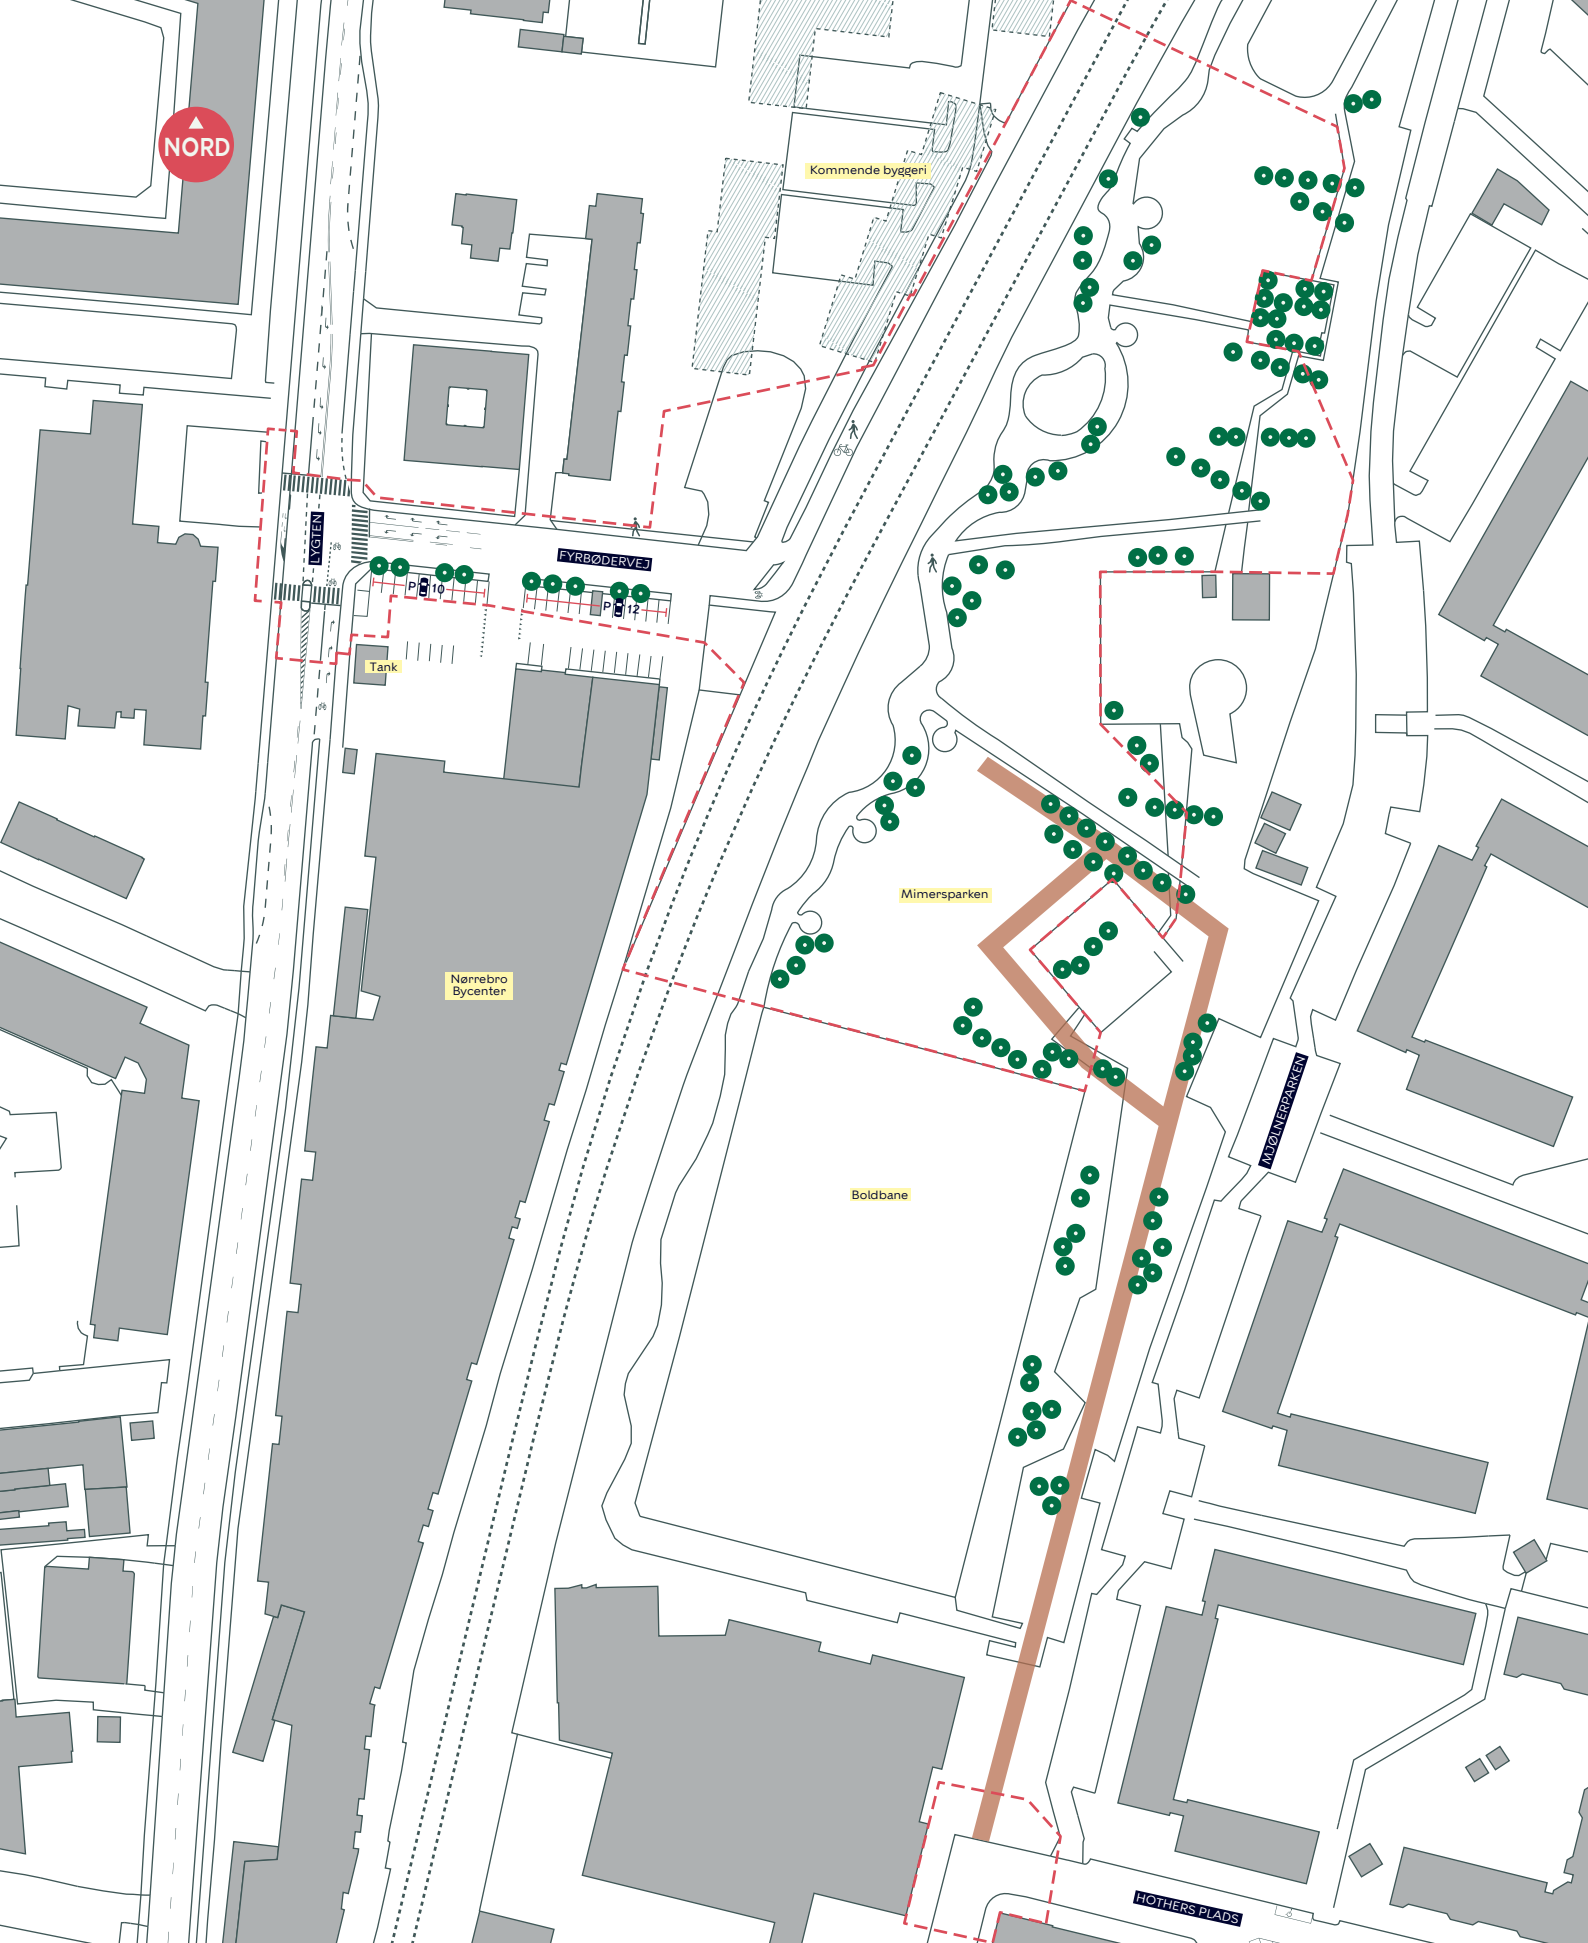 NORD
Kommende byggeri
LYGTEN
FYRBØDERVEJ
P 10
P 12
Tank
Mimersparken
Nørrebro
Bycenter
MJØLNERPARKEN
Boldbane
HOTHERS PLADS